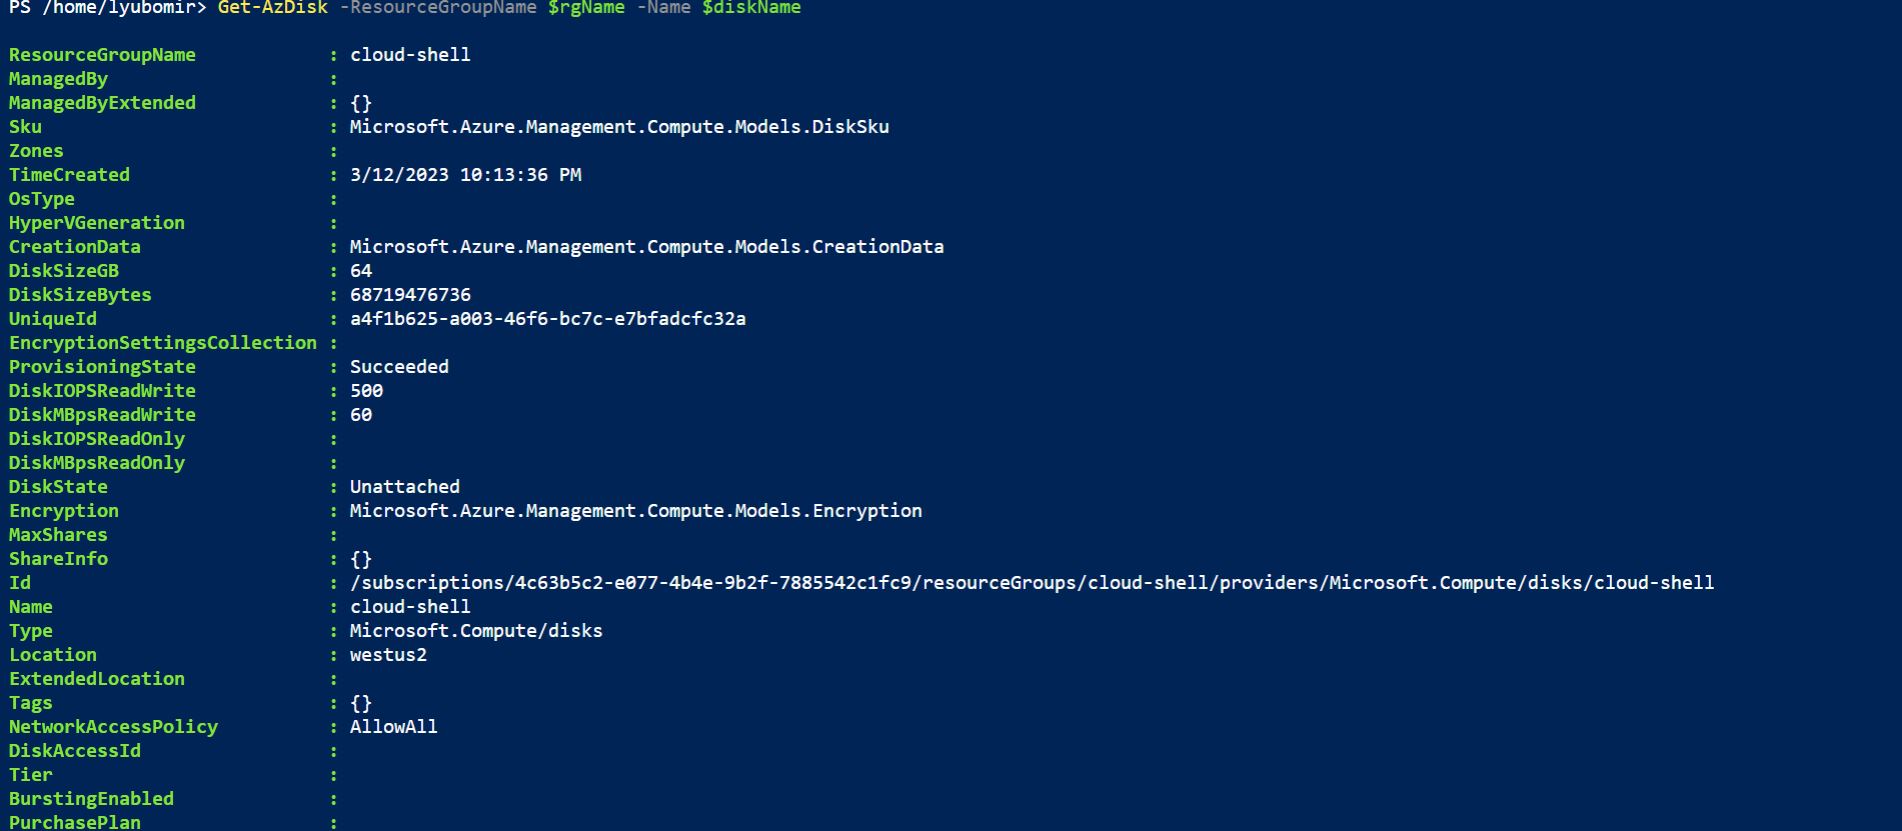 PS /home/lyubomir> Get-AzDisk -ResourceGroupName $rgName -Name $diskName
ResourceGroupName : cloud-shell
ManagedBy :
ManagedByExtended : {}
Sku : Microsoft.Azure.Management.Compute.Models.DiskSku
Zones :
TimeCreated : 3/12/2023 10:13:36 PM
OsType :
HyperVGeneration :
CreationData : Microsoft.Azure.Management.Compute.Models.CreationData
DiskSizeGB : 64
DiskSizeBytes : 68719476736
UniqueId : a4f1b625-a003-46f6-bc7c-e7bfadcfc32a
EncryptionSettingsCollection :
ProvisioningState : Succeeded
DiskIOPSReadWrite : 500
DiskMBpsReadWrite : 60
DiskIOPSReadOnly :
DiskMBpsReadOnly :
DiskState : Unattached
Encryption : Microsoft.Azure.Management.Compute.Models.Encryption
MaxShares :
ShareInfo : {}
Id : /subscriptions/4c63b5c2-e077-4b4e-9b2f-7885542c1fc9/resourceGroups/cloud-shell/providers/Microsoft.Compute/disks/cloud-shell
Name : cloud-shell
Type : Microsoft.Compute/disks
Location : westus2
ExtendedLocation :
Tags : {}
NetworkAccessPolicy : AllowAll
DiskAccessId :
Tier :
BurstingEnabled :
PurchasePlan :